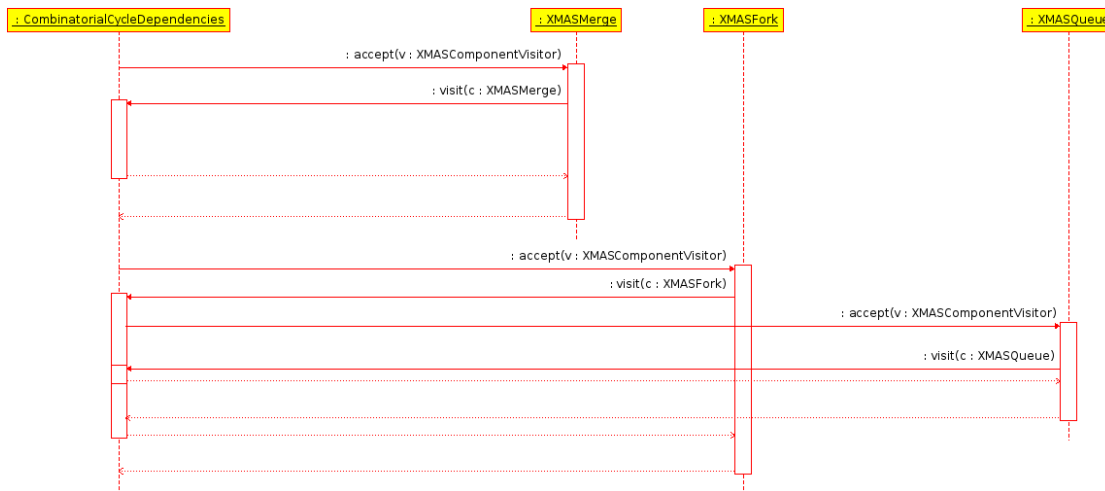 : CombinatorialCycleDependencies
: XMASMerge
: XMASFork
: XMASQueue
: accept(v : XMASComponentVisitor)
: visit(c : XMASMerge)
: accept(v : XMASComponentVisitor)
: visit(c : XMASFork)
: accept(v : XMASComponentVisitor)
: visit(c : XMASQueue)